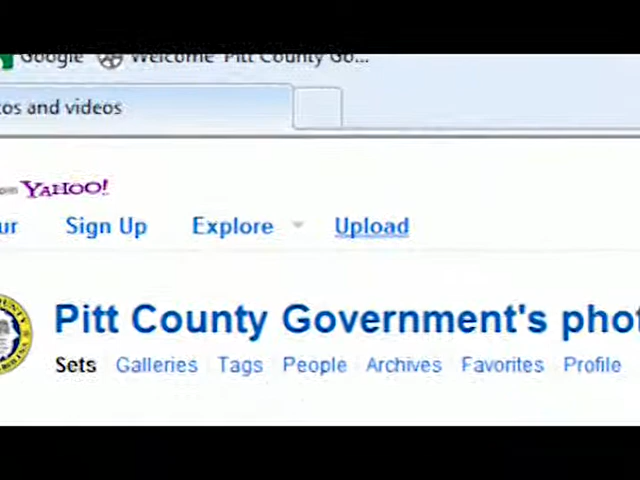 Google Welcome Pitt County Go...
os and videos
YAHOO!
ur Sign Up Explore Upload
Pitt County Government's phot
Sets Galleries Tags People Archives Favorites Profile